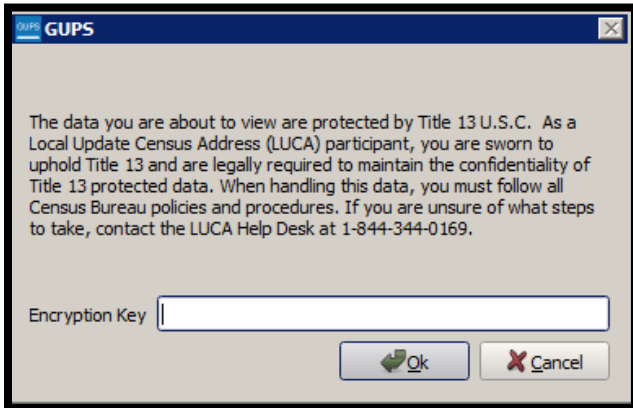 GUPS GUPS
The data you are about to view are protected by Title 13 U.S.C. As a
Local Update Census Address (LUCA) participant, you are sworn to
uphold Title 13 and are legally required to maintain the confidentiality of
Title 13 protected data. When handling this data, you must follow all
Census Bureau policies and procedures. If you are unsure of what steps
to take, contact the LUCA Help Desk at 1-844-344-0169.
Encryption Key
Ok Cancel